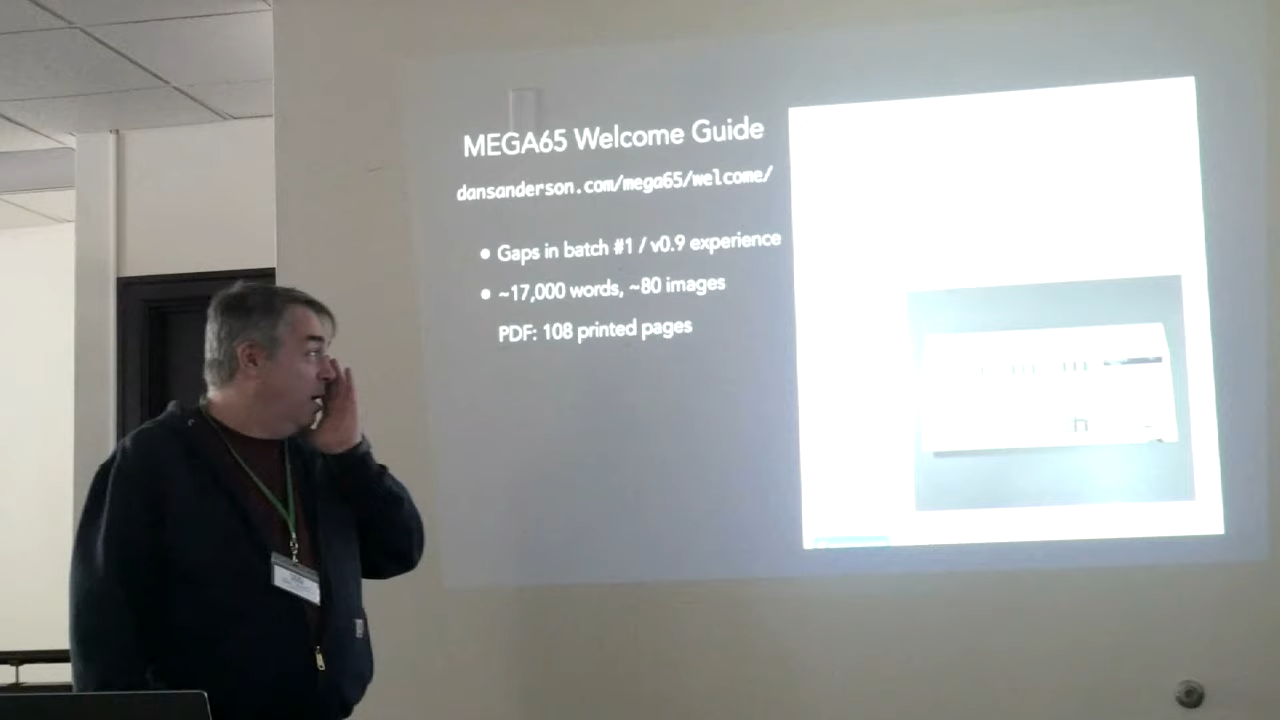 MEGA65 Welcome Guide
dansanderson.com/mega65/welcome/
• Gaps in batch #1 / v0.9 experience
• ~17,000 words, ~80 images
PDF: 108 printed pages